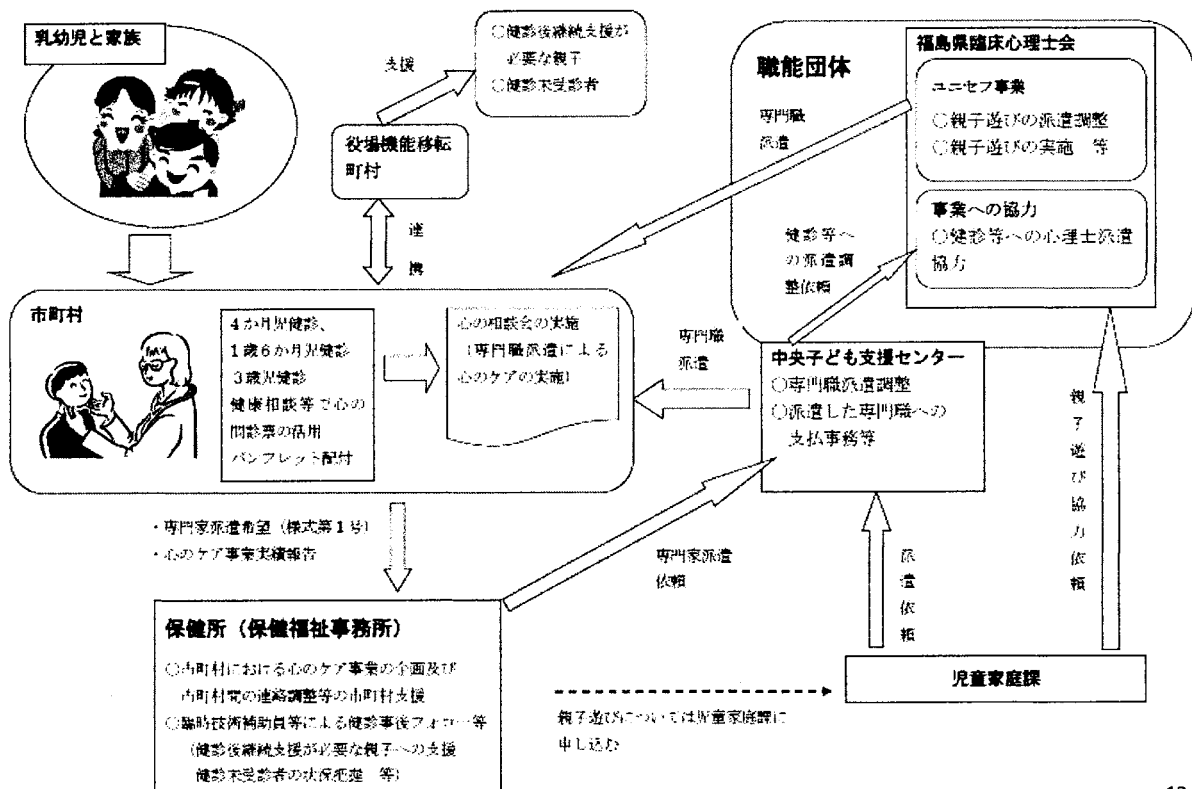 乳幼児と家族
支援
○健診後継続支援が
必要な親子
○健診未受診者
役場機能移転
町村
連
携
職能団体
専門職
派遣
福島県臨床心理士会
ユニセフ事業
○親子遊びの派遣調整
○親子遊びの実施 等
事業への協力
○健診等への心理士派遣
協力
健診等へ
の派遣調
整依頼
市町村
4か月児健診、
1歳6か月児健診
3歳児健診
健康相談等で心の
問診票の活用
パンフレット配付
心の相談会の実施
(専門職派遣による
心のケアの実施)
専門職
派遣
中央子ども支援センター
○専門職派遣調整
○派遣した専門職への
支払事務等
・専門家派遣希望(様式第1号)
・心のケア事業実績報告
専門家派遣
依頼
派
遣
依
頼
親
子
遊
び
協
力
依
頼
保健所(保健福祉事務所)
○市町村における心のケア事業の企画及び
市町村間の連絡調整等の市町村支援
○臨時技術補助員等による健診事後フォロー等
(健診後継続支援が必要な親子への支援
健診未受診者の状況把握 等)
親子遊びについては児童家庭課に
申し込む
児童家庭課